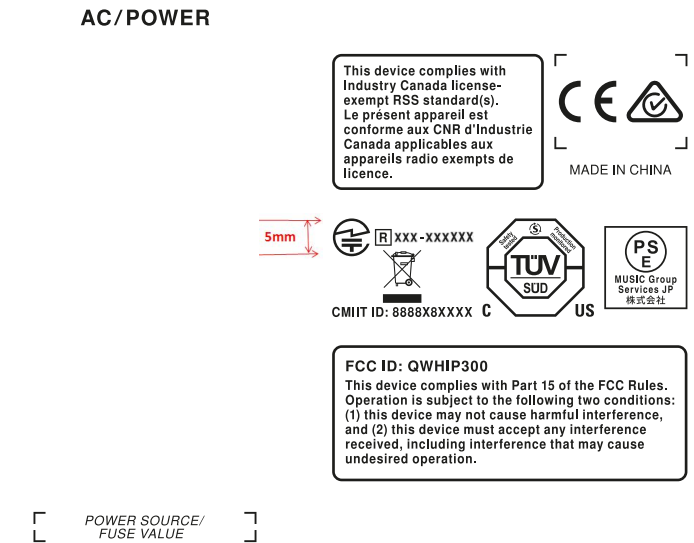 AC/POWER
This device complies with
Industry Canada license-
exempt RSS standard(s).
Le présent appareil est
conforme aux CNR d'Industrie
Canada applicables aux
appareils radio exempts de
licence.
CE
MADE IN CHINA
5mm
R xxx-xxxxxx
CMIIT ID: 8888X8XXXX
Safety tested
S
Production monitored
TÜV
SÜD
C US
PS
E
MUSIC Group
Services JP
株式会社
FCC ID: QWHIP300
This device complies with Part 15 of the FCC Rules.
Operation is subject to the following two conditions:
(1) this device may not cause harmful interference,
and (2) this device must accept any interference
received, including interference that may cause
undesired operation.
POWER SOURCE/
FUSE VALUE